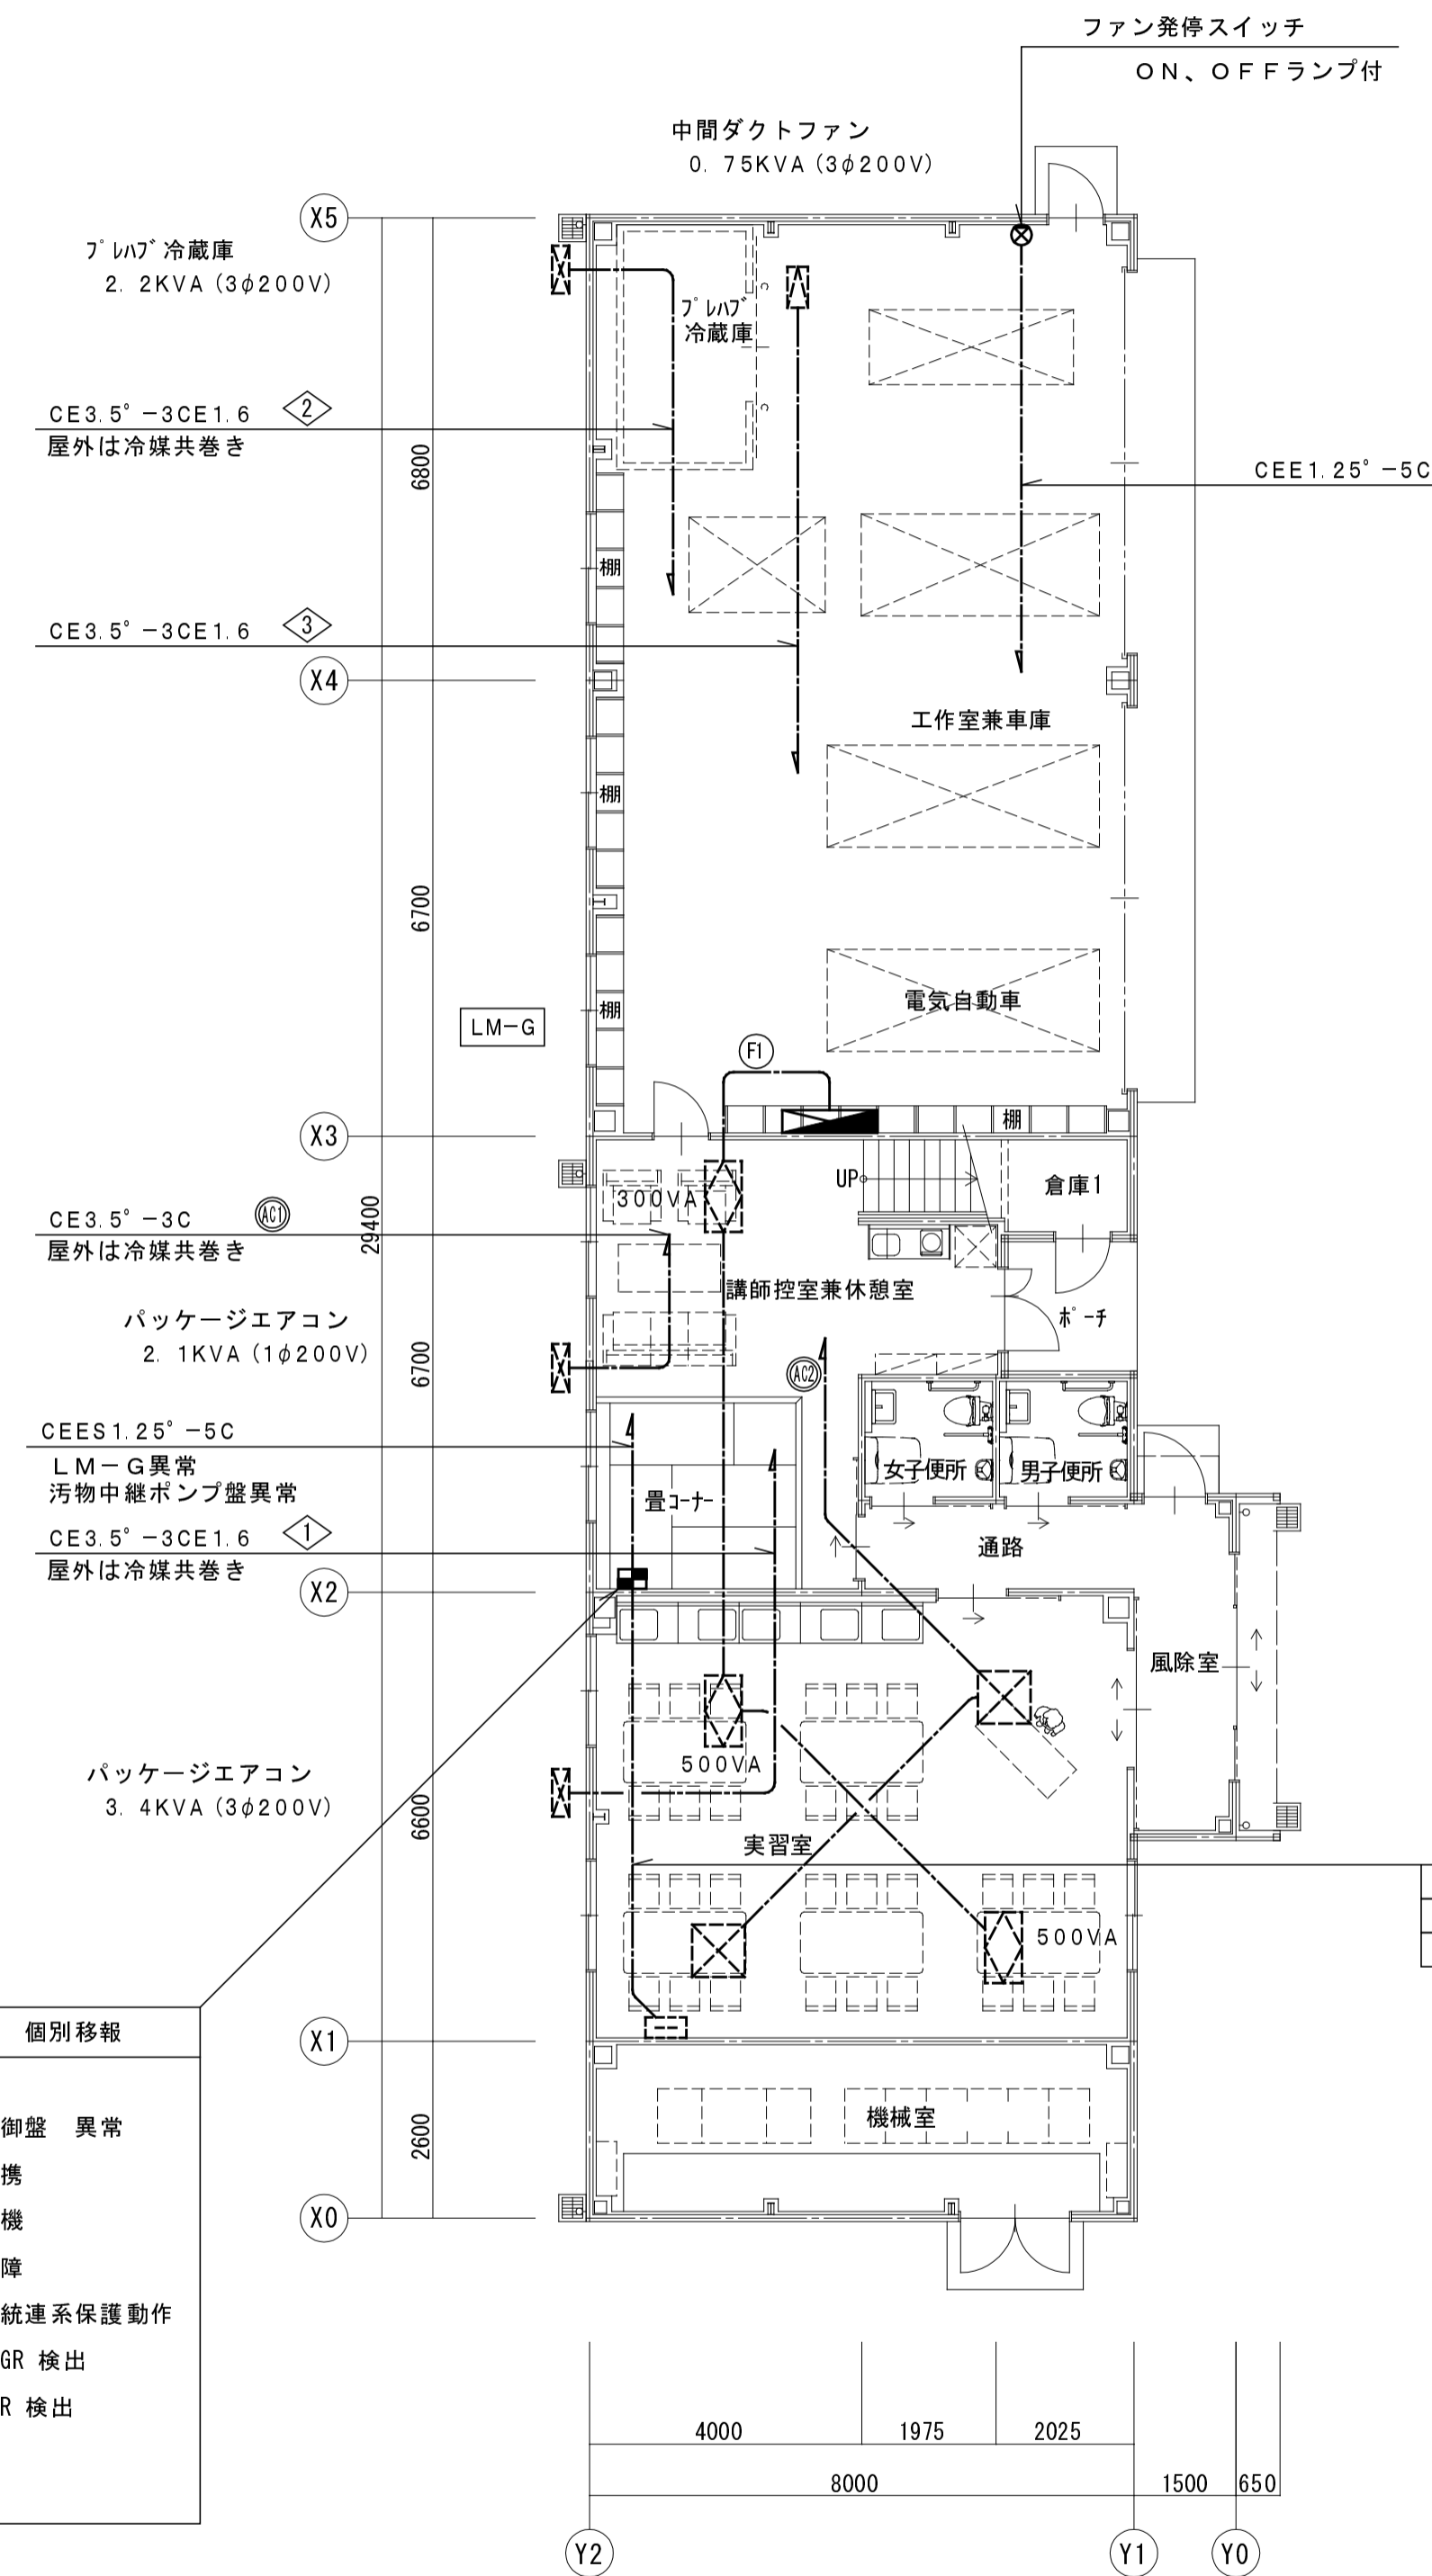 ファン発停スイッチ
ON、OFFランプ付
中間ダクトファン
0.75KVA(3φ200V)
X5
プレハブ冷蔵庫
2.2KVA(3φ200V)
プレハブ
冷蔵庫
CE3.5°-3CE1.6 2
屋外は冷媒共巻き
6800
CEE1.25°-5C
棚
CE3.5°-3CE1.6 3
X4
工作室兼車庫
棚
6700
電気自動車
棚
LM-G
F1
棚
X3
UP
倉庫1
300VA
CE3.5°-3C AC1
屋外は冷媒共巻き
29400
講師控室兼休憩室
ポーチ
パッケージエアコン
2.1KVA(1φ200V)
6700
AC2
CEES1.25°-5C
LM-G異常
汚物中継ポンプ盤異常
女子便所
男子便所
畳コーナー
CE3.5°-3CE1.6 1
屋外は冷媒共巻き
通路
X2
風除室
500VA
パッケージエアコン
3.4KVA(3φ200V)
6600
実習室
500VA
個別移報
X1
御盤 異常
機械室
2600
携
機
X0
障
統連系保護動作
GR 検出
R 検出
4000
1975
2025
8000
1500
650
Y2
Y1
Y0